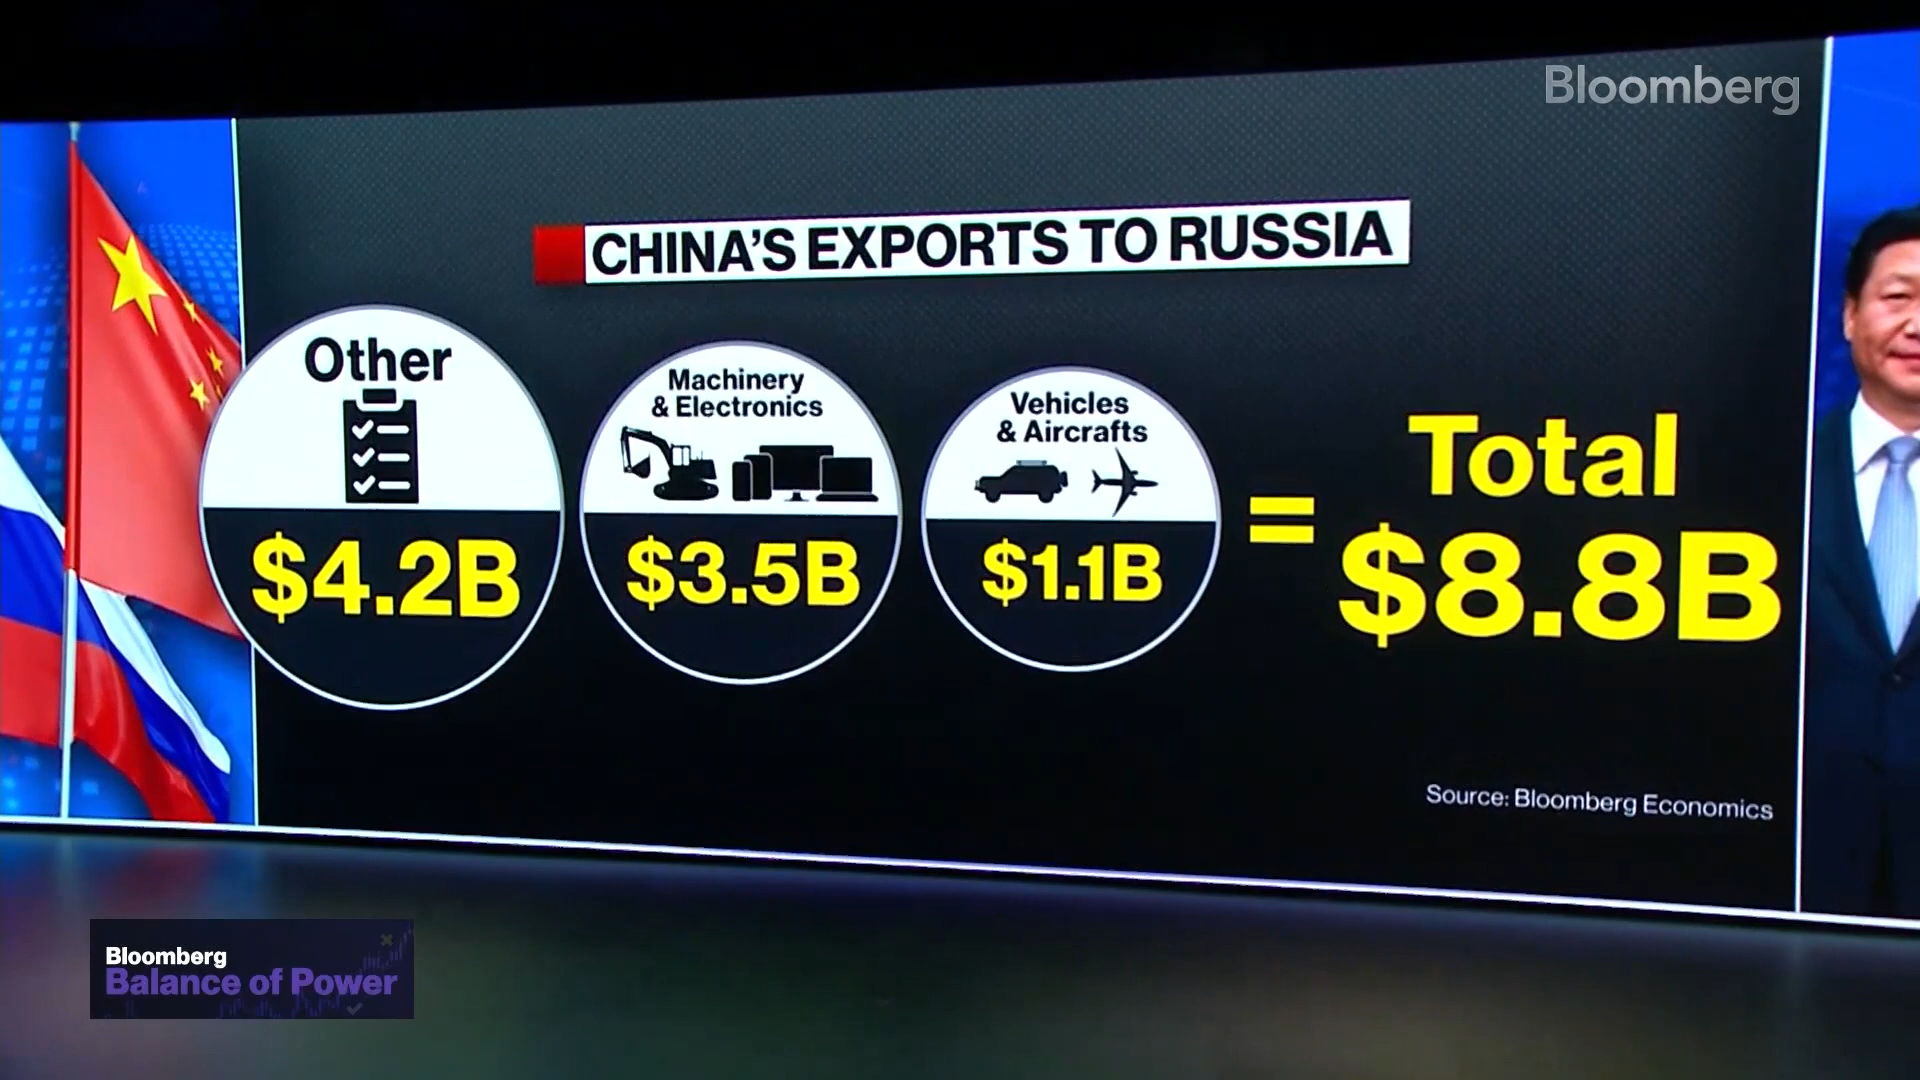 Bloomberg
CHINA'S EXPORTS TO RUSSIA
Other
$4.2B
Machinery
& Electronics
$3.5B
Vehicles
& Aircrafts
$1.1B
=
Total
$8.8B
Source: Bloomberg Economics
Bloomberg
Balance of Power